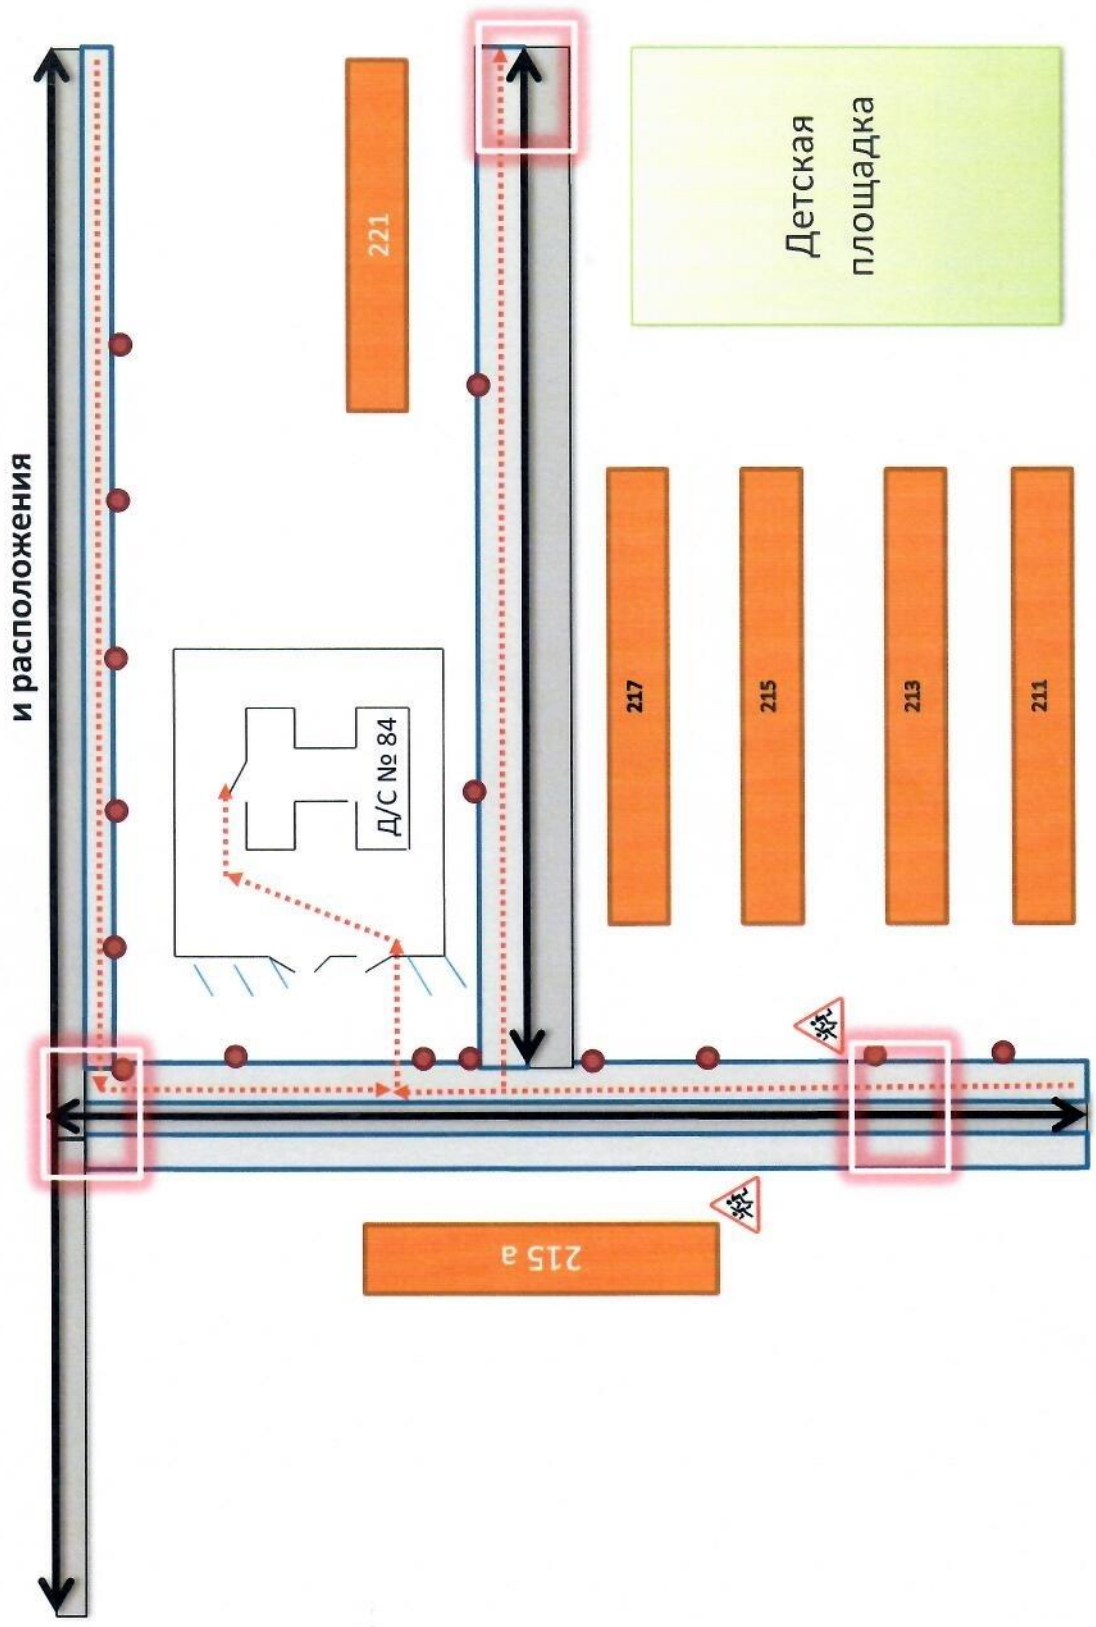 и расположения
221
Детская
площадка
Д/С № 84
217
215
213
211
215 а